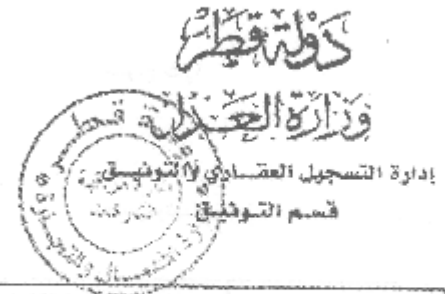 دولة قطر
وزارة العدل
إدارة التسجيل العقاري والتوثيق
قسم التوثيق